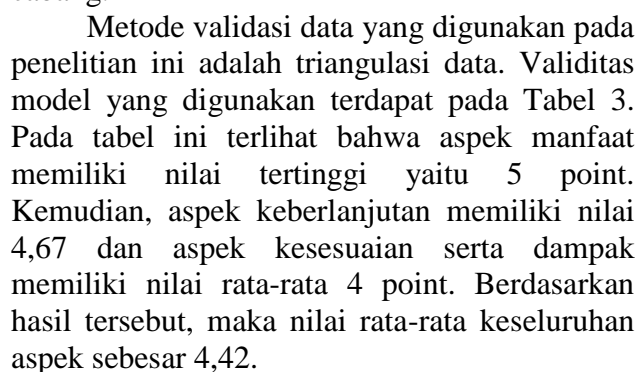 Metode validasi data yang digunakan pada
penelitian ini adalah triangulasi data. Validitas
model yang digunakan terdapat pada Tabel 3.
Pada tabel ini terlihat bahwa aspek manfaat
memiliki nilai tertinggi yaitu 5 point.
Kemudian, aspek keberlanjutan memiliki nilai
4,67 dan aspek kesesuaian serta dampak
memiliki nilai rata-rata 4 point. Berdasarkan
hasil tersebut, maka nilai rata-rata keseluruhan
aspek sebesar 4,42.